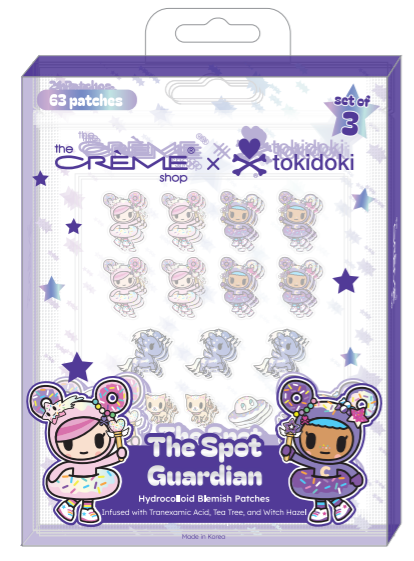 63 patches
set of
3
the
CRÈME®
shop
×
tokidoki
The Spot
Guardian
Hydrocolloid Blemish Patches
Infused with Tranexamic Acid, Tea Tree, and Witch Hazel
Made in Korea